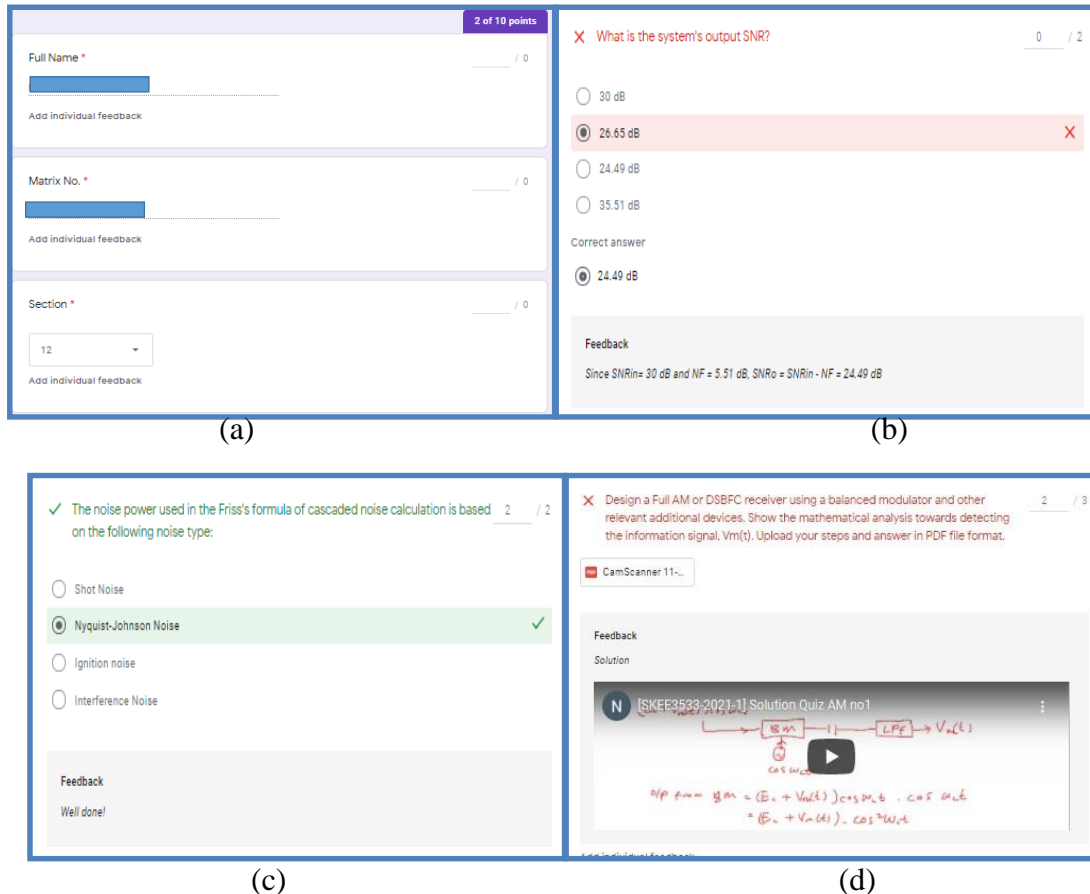 2 of 10 points
Full Name *
/ 0
Add individual feedback
Matrix No. *
/ 0
Add individual feedback
Section *
/ 0
12
Add individual feedback
(a)
What is the system's output SNR?
0 / 2
30 dB
26.65 dB
24.49 dB
35.51 dB
Correct answer
24.49 dB
Feedback
Since SNRin= 30 dB and NF = 5.51 dB, SNRo = SNRin - NF = 24.49 dB
(b)
The noise power used in the Friss's formula of cascaded noise calculation is based
on the following noise type:
2 / 2
Shot Noise
Nyquist-Johnson Noise
Ignition noise
Interference Noise
Feedback
Well done!
(c)
Design a Full AM or DSBFC receiver using a balanced modulator and other
relevant additional devices. Show the mathematical analysis towards detecting
the information signal, Vm(t). Upload your steps and answer in PDF file format.
2 / 3
PDF
CamScanner 11-...
Feedback
Solution
N
[SKEE3533-2021-1] Solution Quiz AM no1
BM
LPF → Vm(t)
cos ωct
o/p from BM = (Ec + Vm(t)) cos ωct . cos ωct
= (Ec + Vm(t)) . cos²ωct
(d)